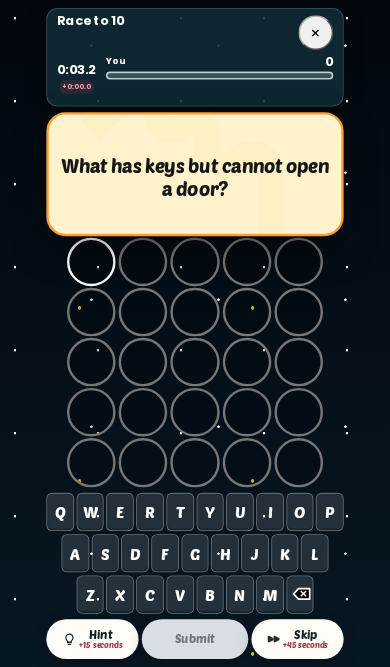 Race to 10
×
You
0
0:03.2
+0:00.0
What has keys but cannot open
a door?
Q W E R T Y U I O P
A S D F G H J K L
Z X C V B N M
Hint
+15 seconds
Submit
Skip
+45 seconds